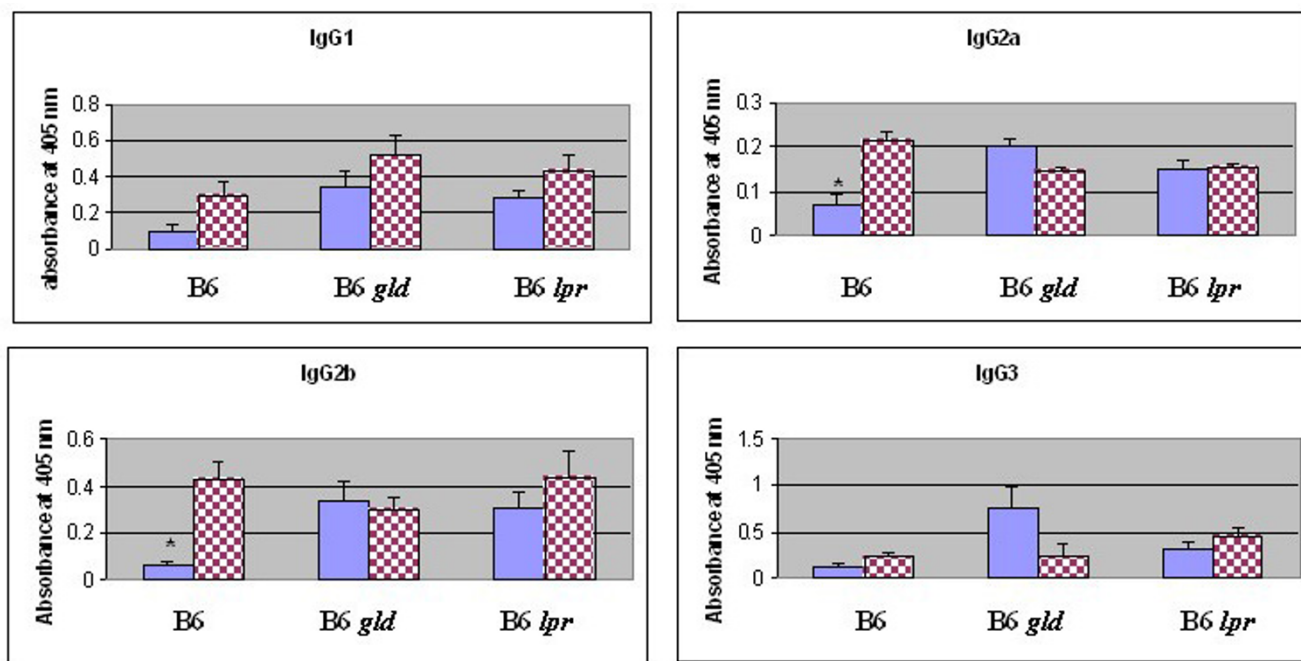 IgG1
absorbance at 405 nm
0.8
0.6
0.4
0.2
0
B6 B6 gld B6 lpr
IgG2a
Absorbance at 405 nm
0.3
0.2
0.1
0
*
B6 B6 gld B6 lpr
IgG2b
Absorbance at 405 nm
0.6
0.4
0.2
0
*
B6 B6 gld B6 lpr
IgG3
Absorbance at 405 nm
1.5
1
0.5
0
B6 B6 gld B6 lpr